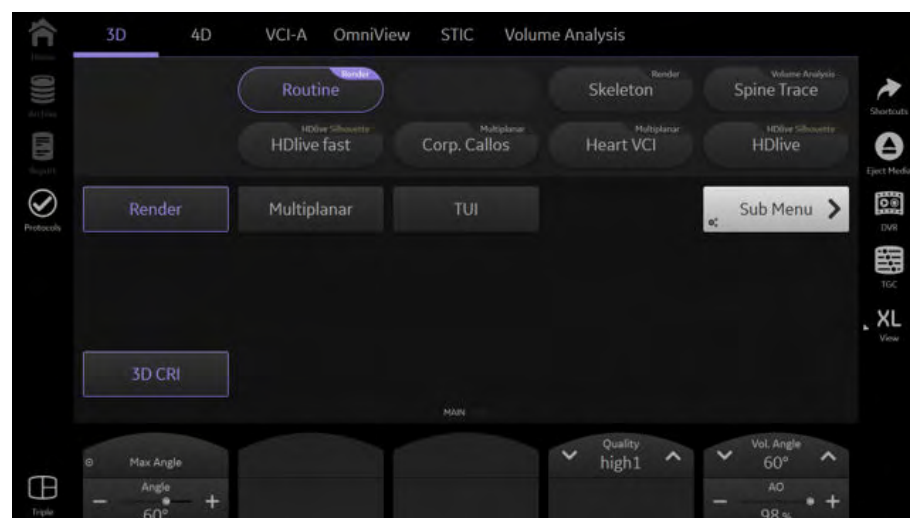 3D 4D VCI-A OmniView STIC Volume Analysis
Home
Archive
Report
Protocols
Triple
Render
Routine
Render
Skeleton
Volume Analysis
Spine Trace
HDlive Silhouette
HDlive fast
Multiplanar
Corp. Callos
Multiplanar
Heart VCI
HDlive Silhouette
HDlive
Render Multiplanar TUI Sub Menu
3D CRI
MAIN
Shortcuts
Eject Media
DVR
TGC
XL
View
Max Angle
Angle
60°
Quality
high1
Vol. Angle
60°
AO
98 %